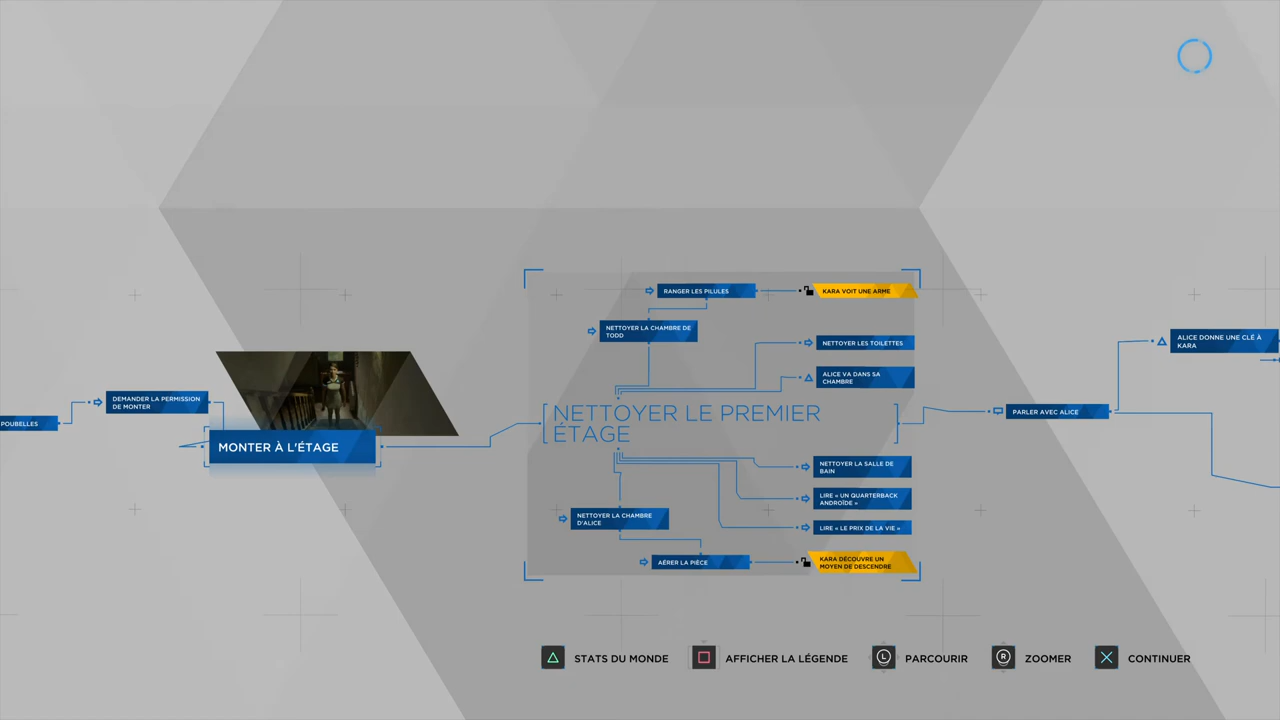 POUBELLES
DEMANDER LA PERMISSION
DE MONTER
MONTER À L'ÉTAGE
RANGER LES PILULES
KARA VOIT UNE ARME
NETTOYER LA CHAMBRE DE
TODD
NETTOYER LES TOILETTES
ALICE VA DANS SA
CHAMBRE
NETTOYER LE PREMIER
ÉTAGE
NETTOYER LA SALLE DE
BAIN
LIRE « UN QUARTERBACK
ANDROÏDE »
NETTOYER LA CHAMBRE
D'ALICE
LIRE « LE PRIX DE LA VIE »
AÉRER LA PIÈCE
KARA DÉCOUVRE UN
MOYEN DE DESCENDRE
PARLER AVEC ALICE
ALICE DONNE UNE CLÉ À
KARA
STATS DU MONDE
AFFICHER LA LÉGENDE
L PARCOURIR
R ZOOMER
CONTINUER